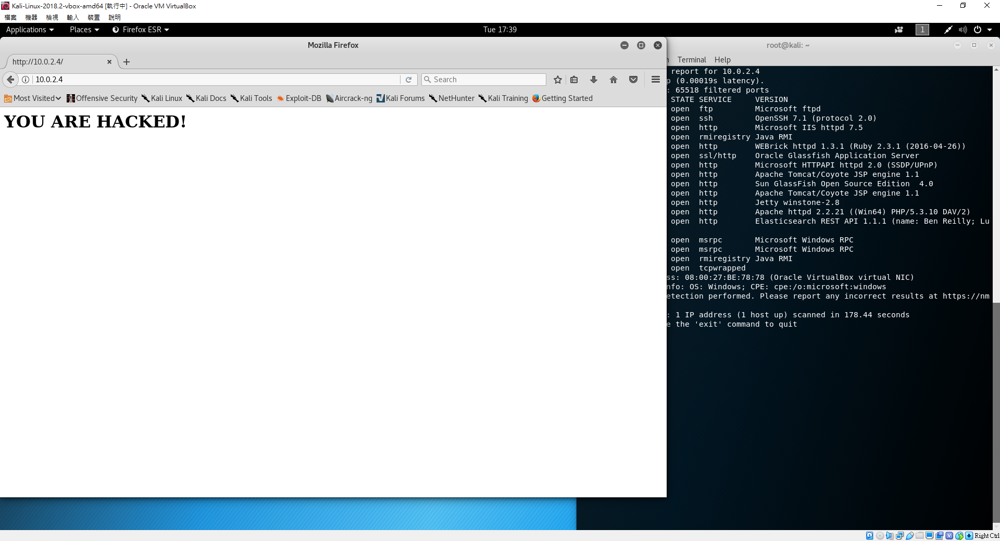 Kali-Linux-2018.2-vbox-amd64 [執行中] - Oracle VM VirtualBox
檔案 機器 檢視 輸入 裝置 說明
Applications Places Firefox ESR Tue 17:39 1
Mozilla Firefox
http://10.0.2.4/
10.0.2.4 Search
Most Visited Offensive Security Kali Linux Kali Docs Kali Tools Exploit-DB Aircrack-ng Kali Forums NetHunter Kali Training Getting Started
YOU ARE HACKED!
root@kali: ~
Terminal Help
report for 10.0.2.4
(0.00019s latency).
: 65518 filtered ports
STATE SERVICE VERSION
open ftp Microsoft ftpd
open ssh OpenSSH 7.1 (protocol 2.0)
open http Microsoft IIS httpd 7.5
open rmiregistry Java RMI
open http WEBrick httpd 1.3.1 (Ruby 2.3.1 (2016-04-26))
open ssl/http Oracle Glassfish Application Server
open http Microsoft HTTPAPI httpd 2.0 (SSDP/UPnP)
open http Apache Tomcat/Coyote JSP engine 1.1
open http Sun GlassFish Open Source Edition 4.0
open http Apache Tomcat/Coyote JSP engine 1.1
open http Jetty winstone-2.8
open http Apache httpd 2.2.21 ((Win64) PHP/5.3.10 DAV/2)
open http Elasticsearch REST API 1.1.1 (name: Ben Reilly; Lu
open msrpc Microsoft Windows RPC
open msrpc Microsoft Windows RPC
open rmiregistry Java RMI
open tcpwrapped
ss: 08:00:27:BE:78:78 (Oracle VirtualBox virtual NIC)
nfo: OS: Windows; CPE: cpe:/o:microsoft:windows
etection performed. Please report any incorrect results at https://nm
: 1 IP address (1 host up) scanned in 178.44 seconds
e the 'exit' command to quit
Right Ctrl